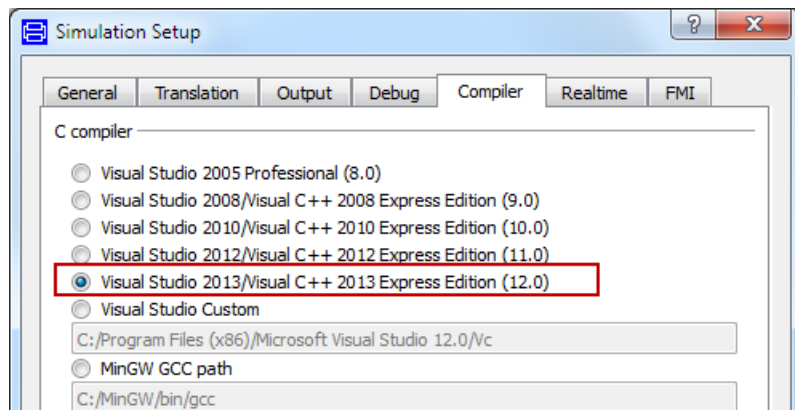 Simulation Setup
General Translation Output Debug Compiler Realtime FMI
C compiler
Visual Studio 2005 Professional (8.0)
Visual Studio 2008/Visual C++ 2008 Express Edition (9.0)
Visual Studio 2010/Visual C++ 2010 Express Edition (10.0)
Visual Studio 2012/Visual C++ 2012 Express Edition (11.0)
Visual Studio 2013/Visual C++ 2013 Express Edition (12.0)
Visual Studio Custom
C:/Program Files (x86)/Microsoft Visual Studio 12.0/Vc
MinGW GCC path
C:/MinGW/bin/gcc